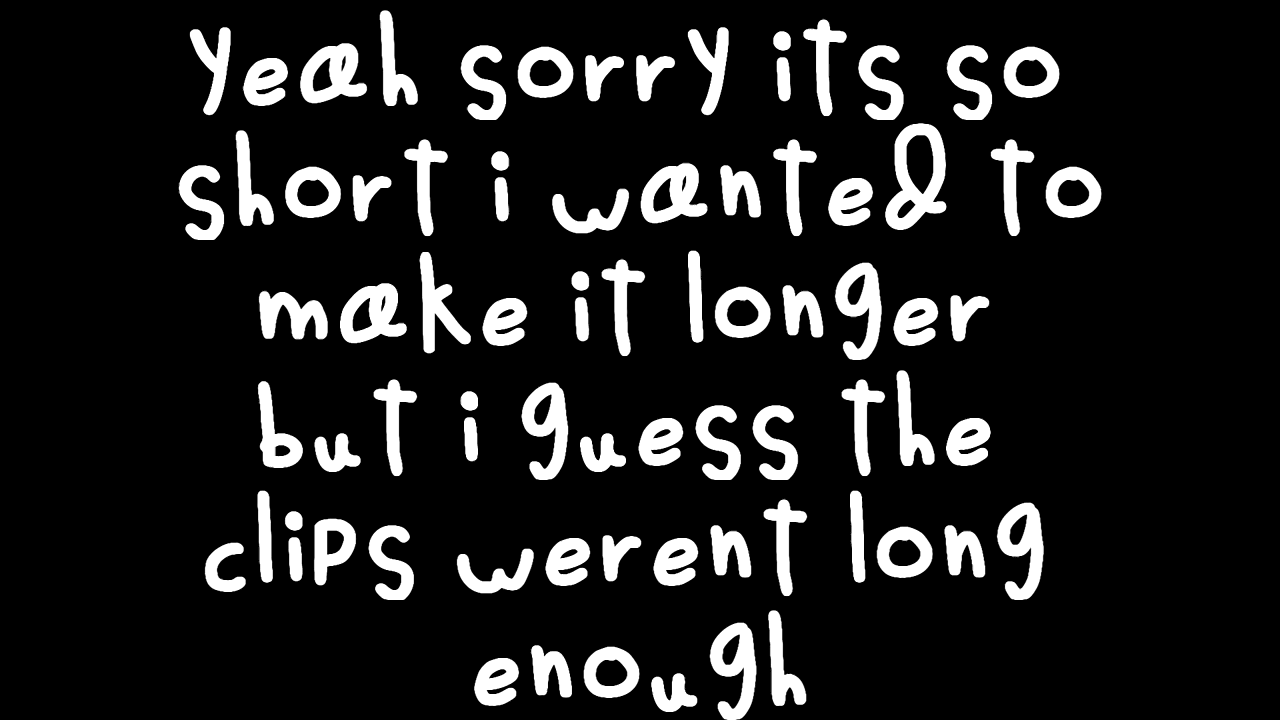 Yeah sorry its so
short i wanted to
make it longer
but i guess the
clips werent long
enough